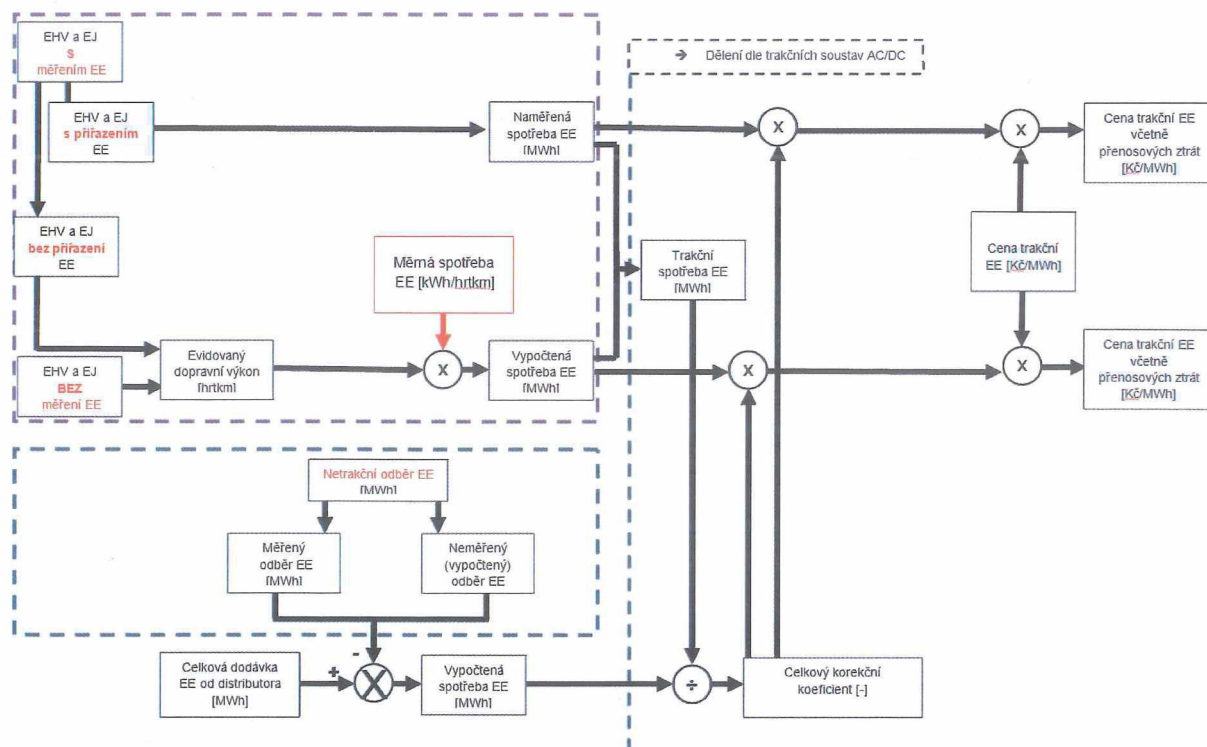 EHV a EJ
S
měřením EE
→ Dělení dle trakčních soustav AC/DC
EHV a EJ
s přiřazením
EE
Naměřená
spotřeba EE
[MWh]
X
X
Cena trakční EE
včetně
přenosových ztrát
[Kč/MWh]
EHV a EJ
bez přiřazení
EE
Měrná spotřeba
EE [kWh/hrtkm]
Trakční
spotřeba EE
[MWh]
Cena trakční
EE [Kč/MWh]
EHV a EJ
BEZ
měření EE
Evidovaný
dopravní výkon
[hrtkm]
X
Vypočtená
spotřeba EE
[MWh]
X
X
Cena trakční EE
včetně
přenosových ztrát
[Kč/MWh]
Netrakční odběr EE
[MWh]
Měřený
odběr EE
[MWh]
Neměřený
(vypočtený)
odběr EE
-
+
Celková dodávka
EE od distributora
[MWh]
X
Vypočtená
spotřeba EE
[MWh]
÷
Celkový korekční
koeficient [-]